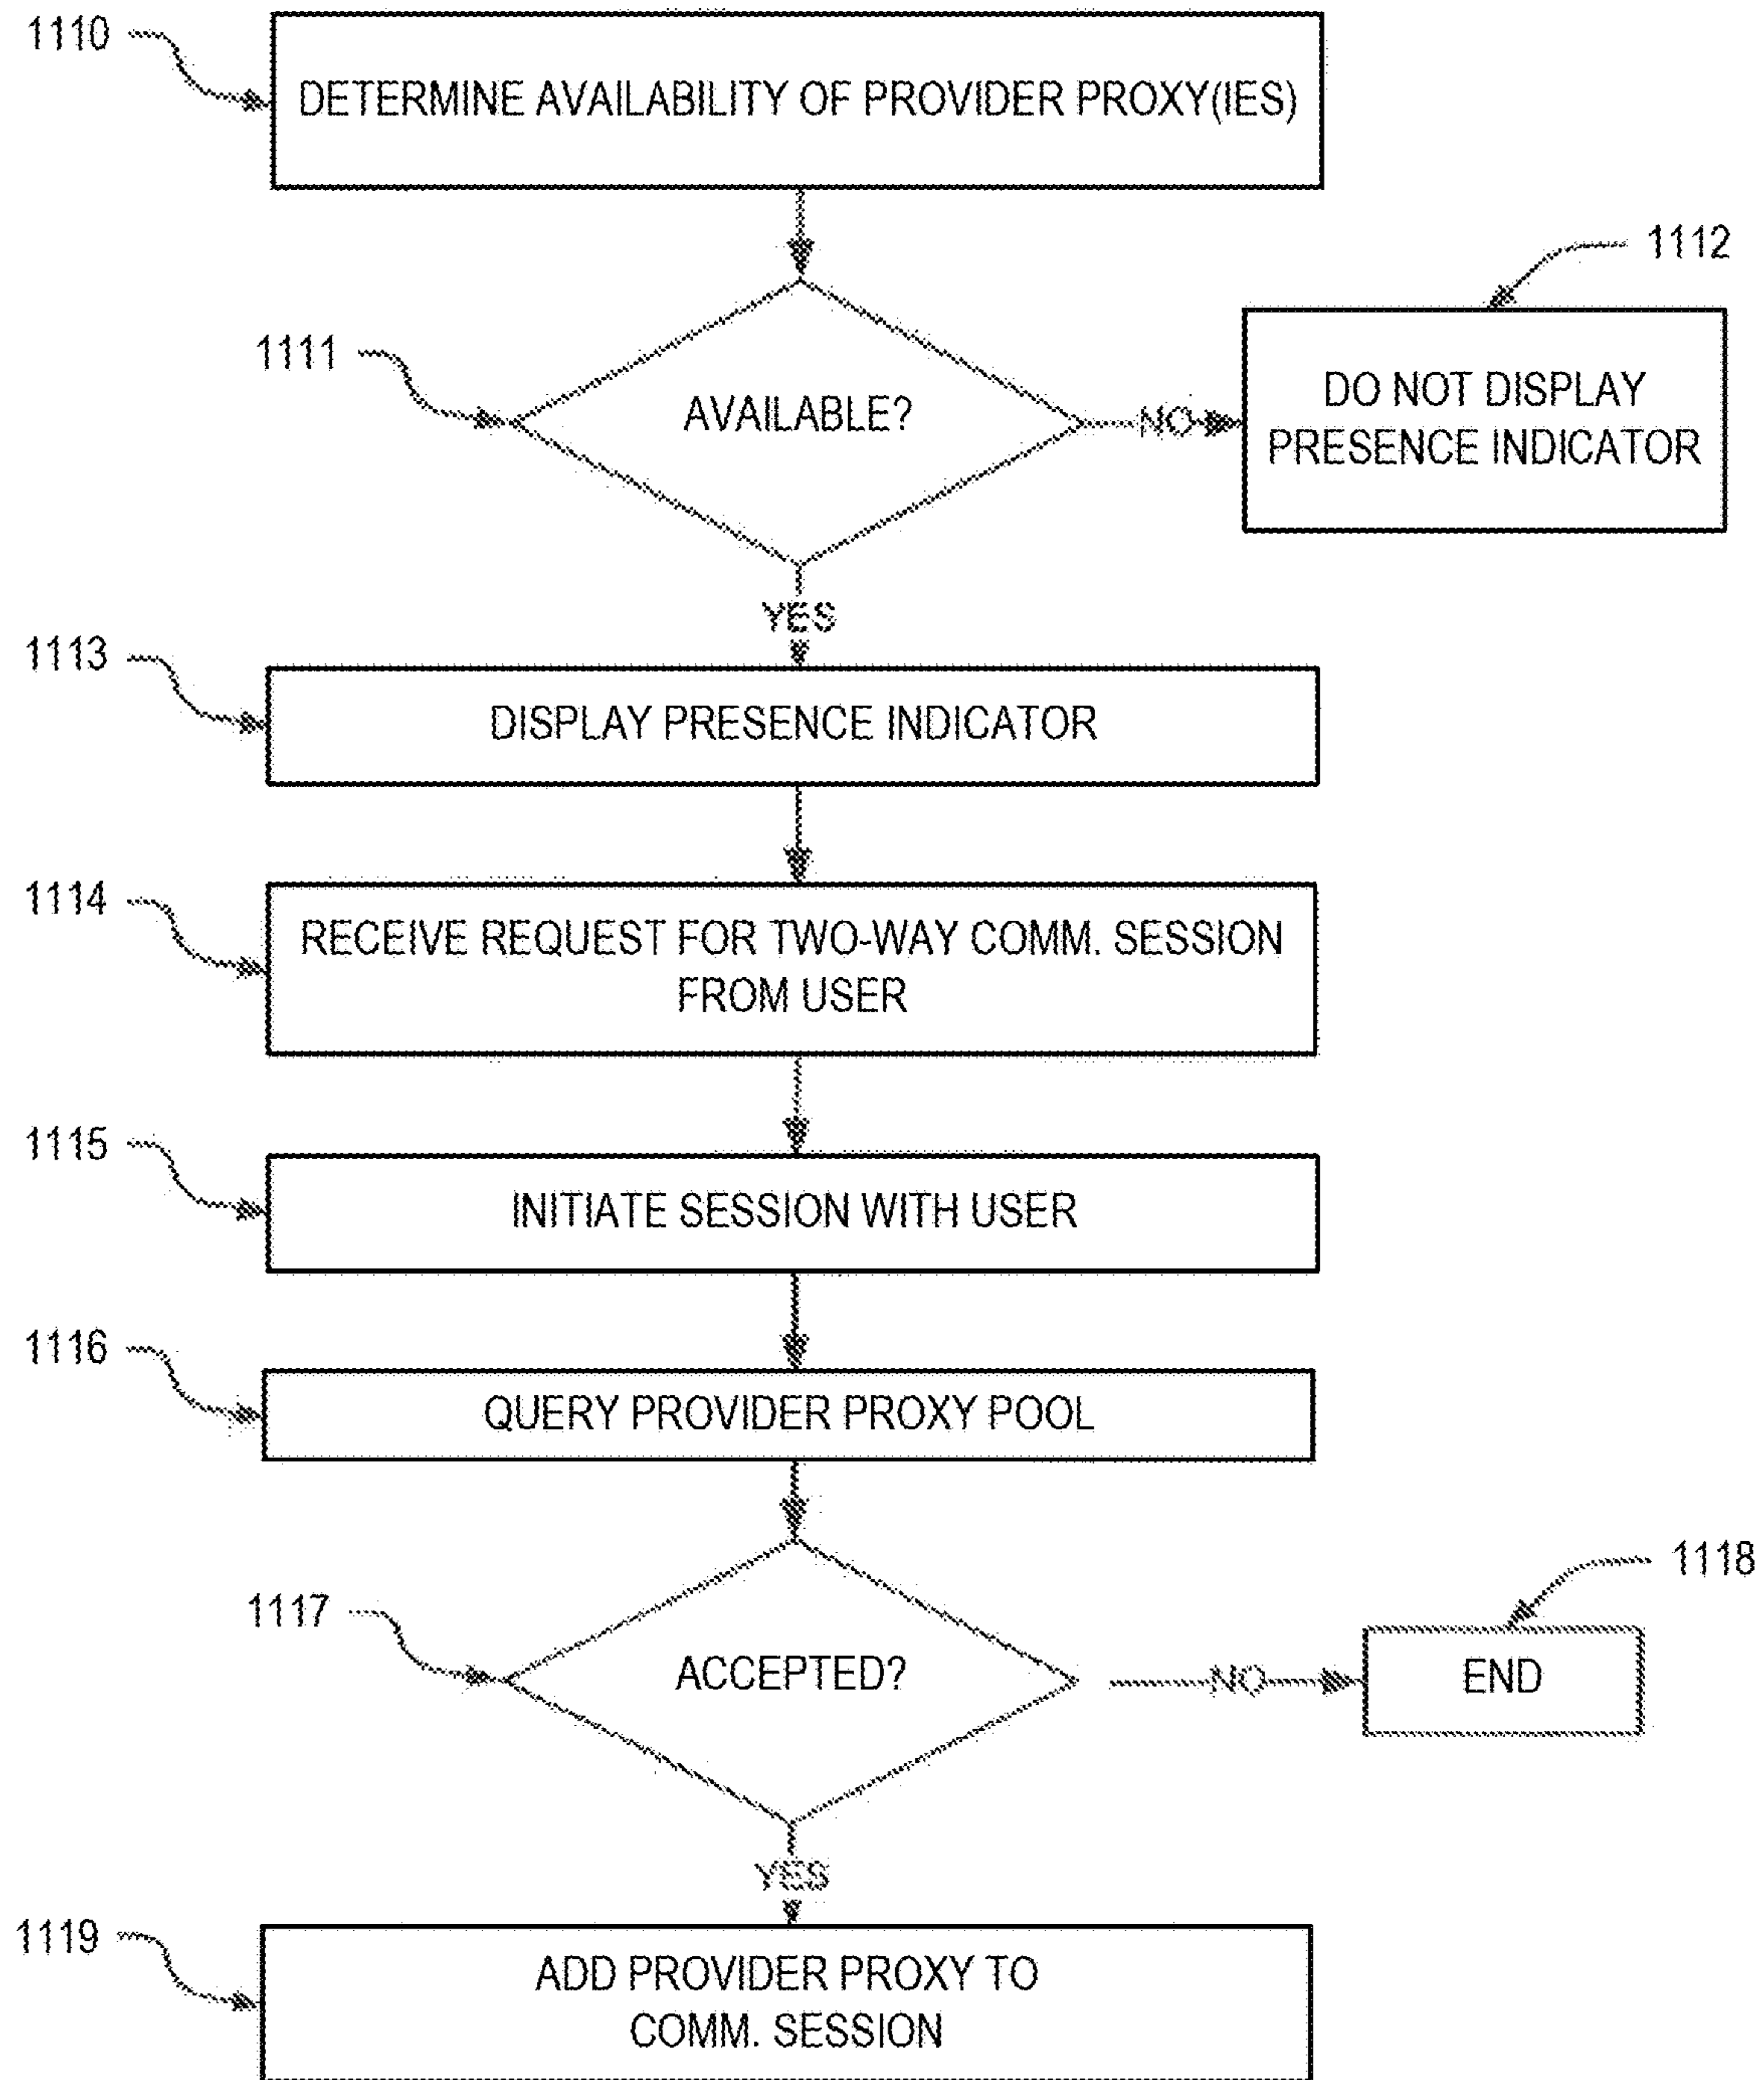 1110
DETERMINE AVAILABILITY OF PROVIDER PROXY(IES)
1112
1111
AVAILABLE?
NO
DO NOT DISPLAY
PRESENCE INDICATOR
YES
1113
DISPLAY PRESENCE INDICATOR
1114
RECEIVE REQUEST FOR TWO-WAY COMM. SESSION
FROM USER
1115
INITIATE SESSION WITH USER
1116
QUERY PROVIDER PROXY POOL
1118
1117
ACCEPTED?
NO
END
YES
1119
ADD PROVIDER PROXY TO
COMM. SESSION